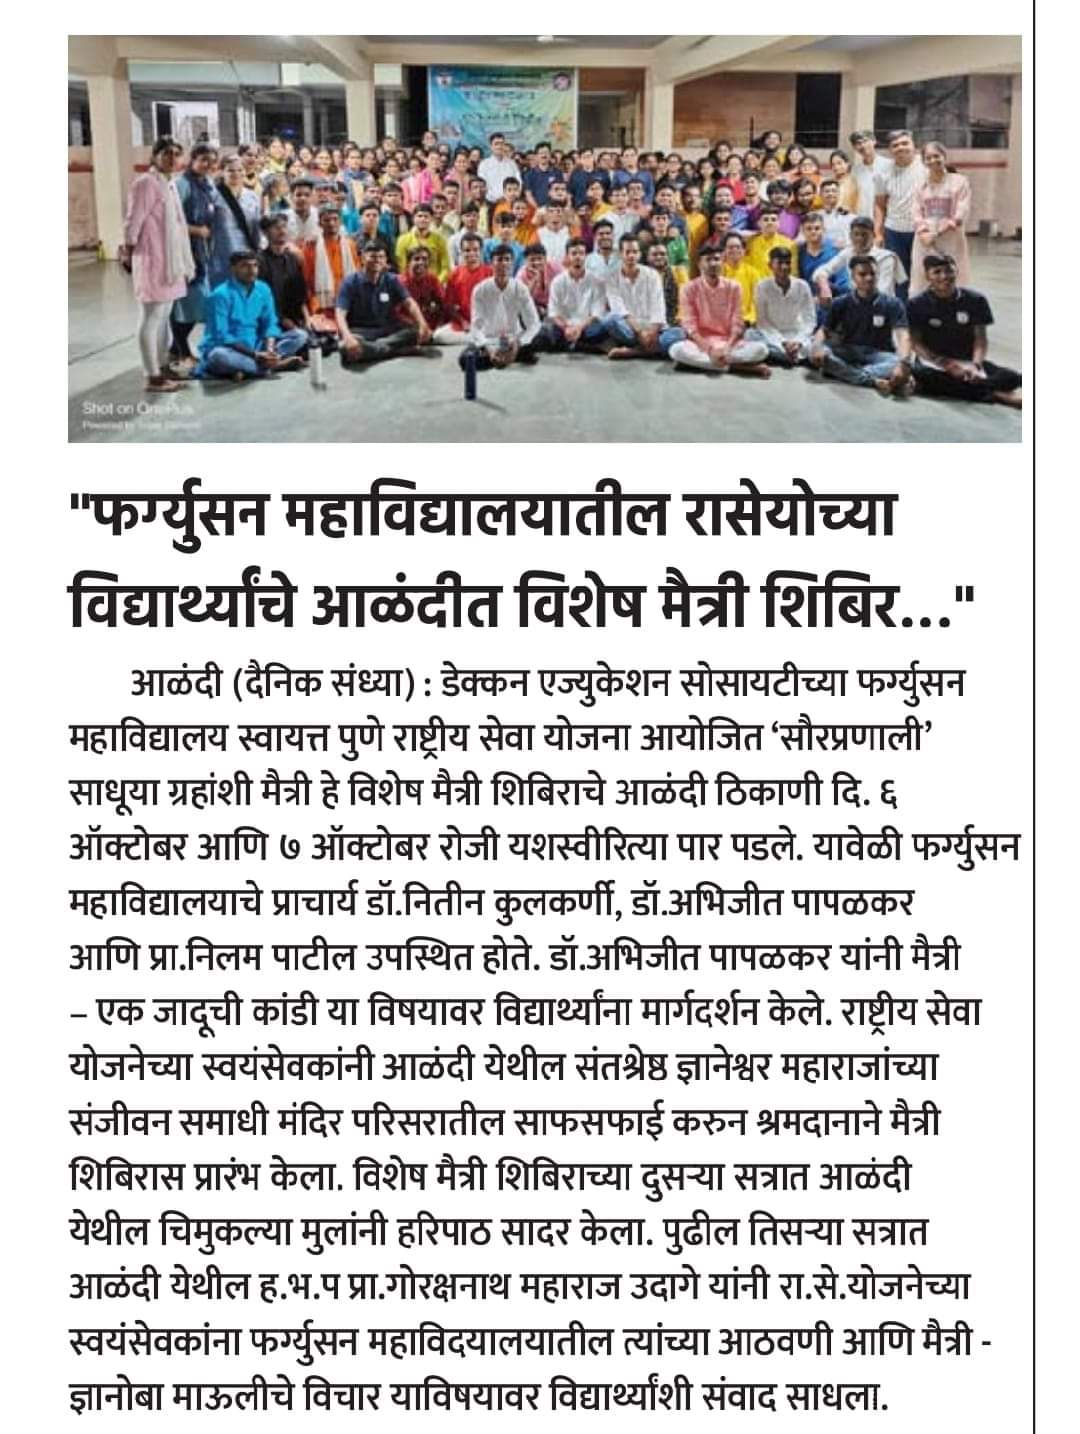 Shot on OnePlus
"फर्ग्युसन महाविद्यालयातील रासेयोच्या
विद्यार्थ्यांचे आळंदीत विशेष मैत्री शिबिर..."
आळंदी (दैनिक संध्या) : डेक्कन एज्युकेशन सोसायटीच्या फर्ग्युसन
महाविद्यालय स्वायत्त पुणे राष्ट्रीय सेवा योजना आयोजित ‘सौरप्रणाली’
साधूया ग्रहांशी मैत्री हे विशेष मैत्री शिबिराचे आळंदी ठिकाणी दि. ६
ऑक्टोबर आणि ७ ऑक्टोबर रोजी यशस्वीरित्या पार पडले. यावेळी फर्ग्युसन
महाविद्यालयाचे प्राचार्य डॉ.नितीन कुलकर्णी, डॉ.अभिजीत पापळकर
आणि प्रा.निलम पाटील उपस्थित होते. डॉ.अभिजीत पापळकर यांनी मैत्री
– एक जादूची कांडी या विषयावर विद्यार्थ्यांना मार्गदर्शन केले. राष्ट्रीय सेवा
योजनेच्या स्वयंसेवकांनी आळंदी येथील संतश्रेष्ठ ज्ञानेश्वर महाराजांच्या
संजीवन समाधी मंदिर परिसरातील साफसफाई करुन श्रमदानाने मैत्री
शिबिरास प्रारंभ केला. विशेष मैत्री शिबिराच्या दुसऱ्या सत्रात आळंदी
येथील चिमुकल्या मुलांनी हरिपाठ सादर केला. पुढील तिसऱ्या सत्रात
आळंदी येथील ह.भ.प प्रा.गोरक्षनाथ महाराज उदागे यांनी रा.से.योजनेच्या
स्वयंसेवकांना फर्ग्युसन महाविदयालयातील त्यांच्या आठवणी आणि मैत्री -
ज्ञानोबा माऊलीचे विचार याविषयावर विद्यार्थ्यांशी संवाद साधला.